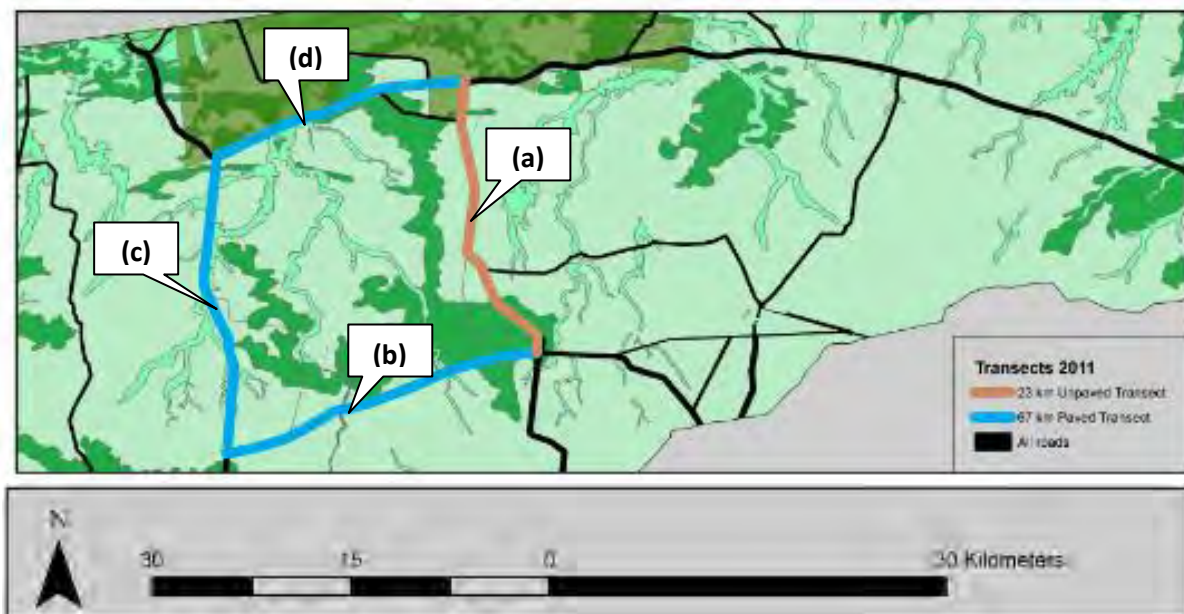 (d)
(a)
(c)
(b)
Transects 2011
23 km Unpaved Transect
67 km Paved Transect
All roads
N
30 15 0 30 Kilometers